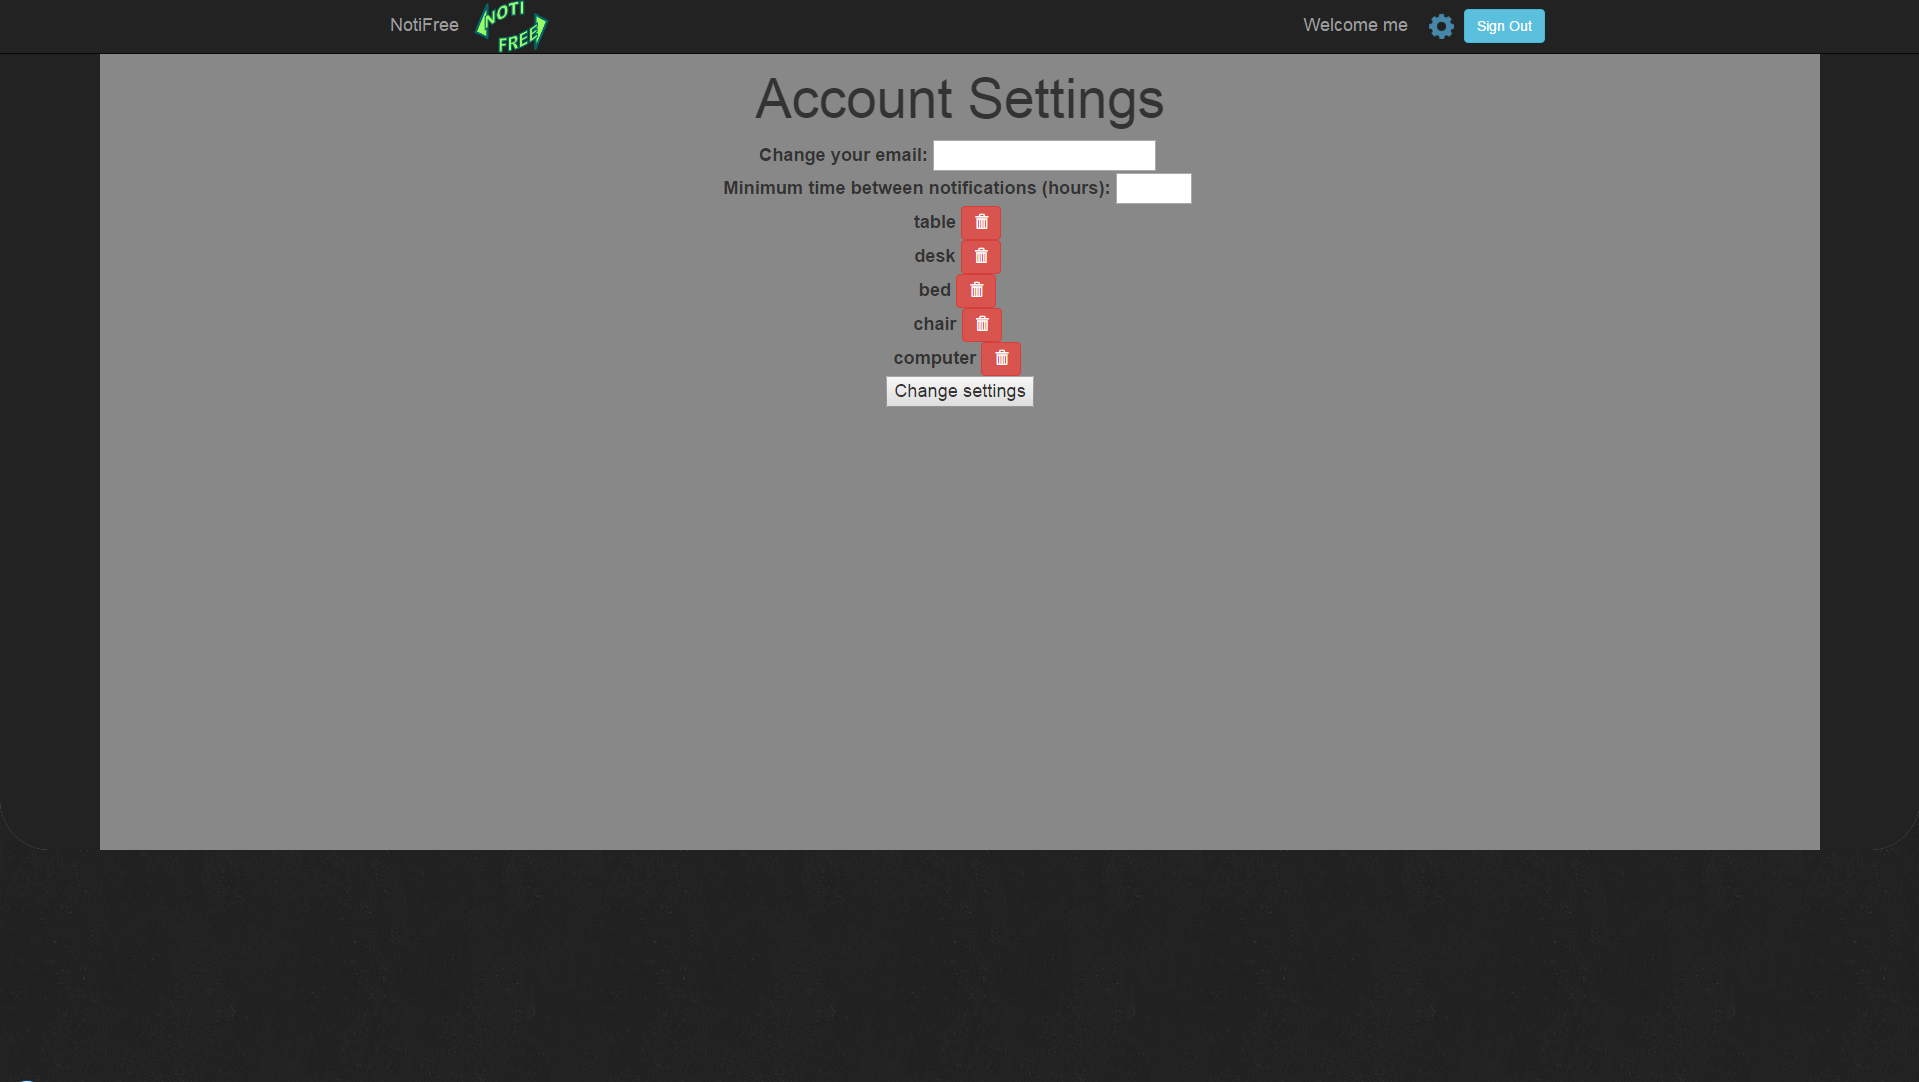 NotiFree NOTI FREE Welcome me Sign Out
Account Settings
Change your email:
Minimum time between notifications (hours):
table
desk
bed
chair
computer
Change settings